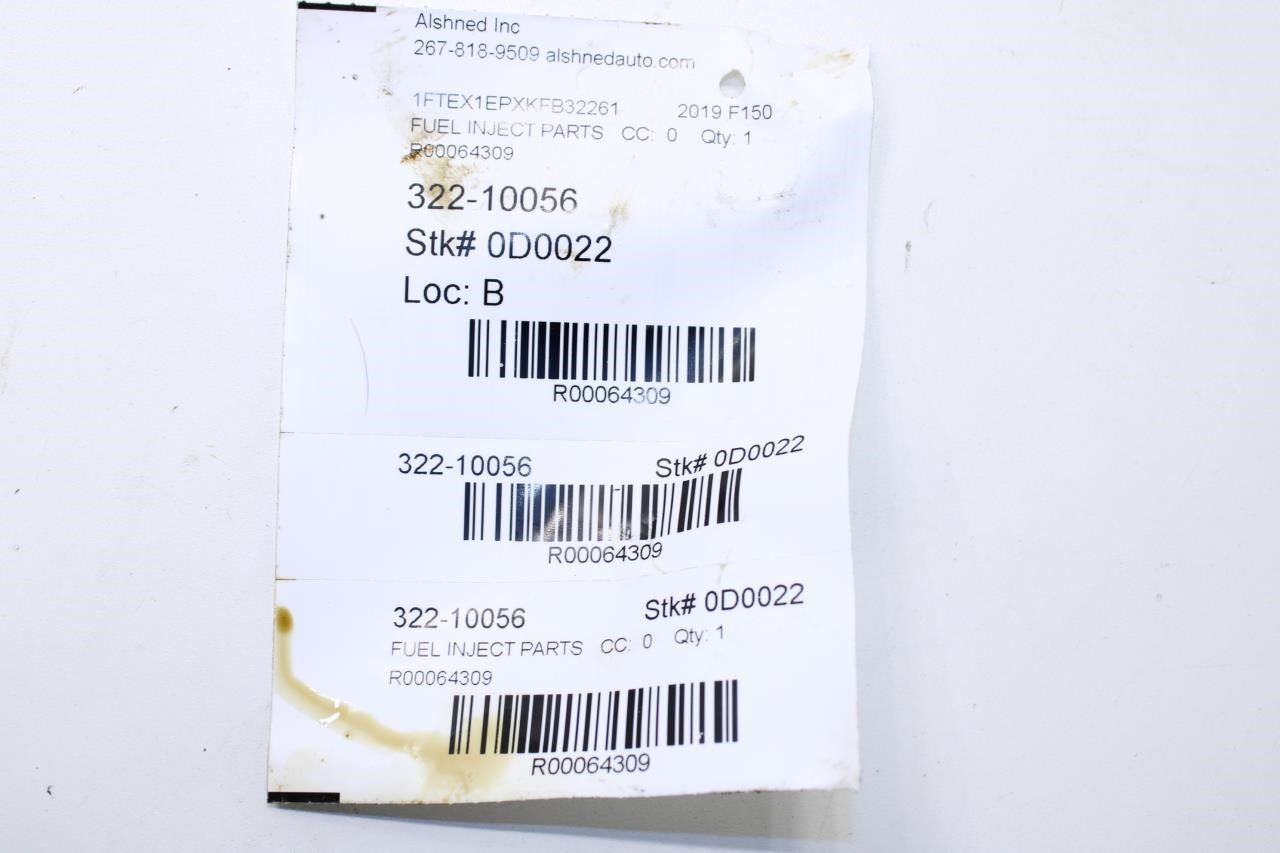 Alshned Inc
267-818-9509 alshnedauto.com
1FTEX1EPXKFB32261 2019 F150
FUEL INJECT PARTS CC: 0 Qty: 1
R00064309
322-10056
Stk# 0D0022
Loc: B
R00064309
322-10056 Stk# 0D0022
R00064309
322-10056 Stk# 0D0022
FUEL INJECT PARTS CC: 0 Qty: 1
R00064309
R00064309